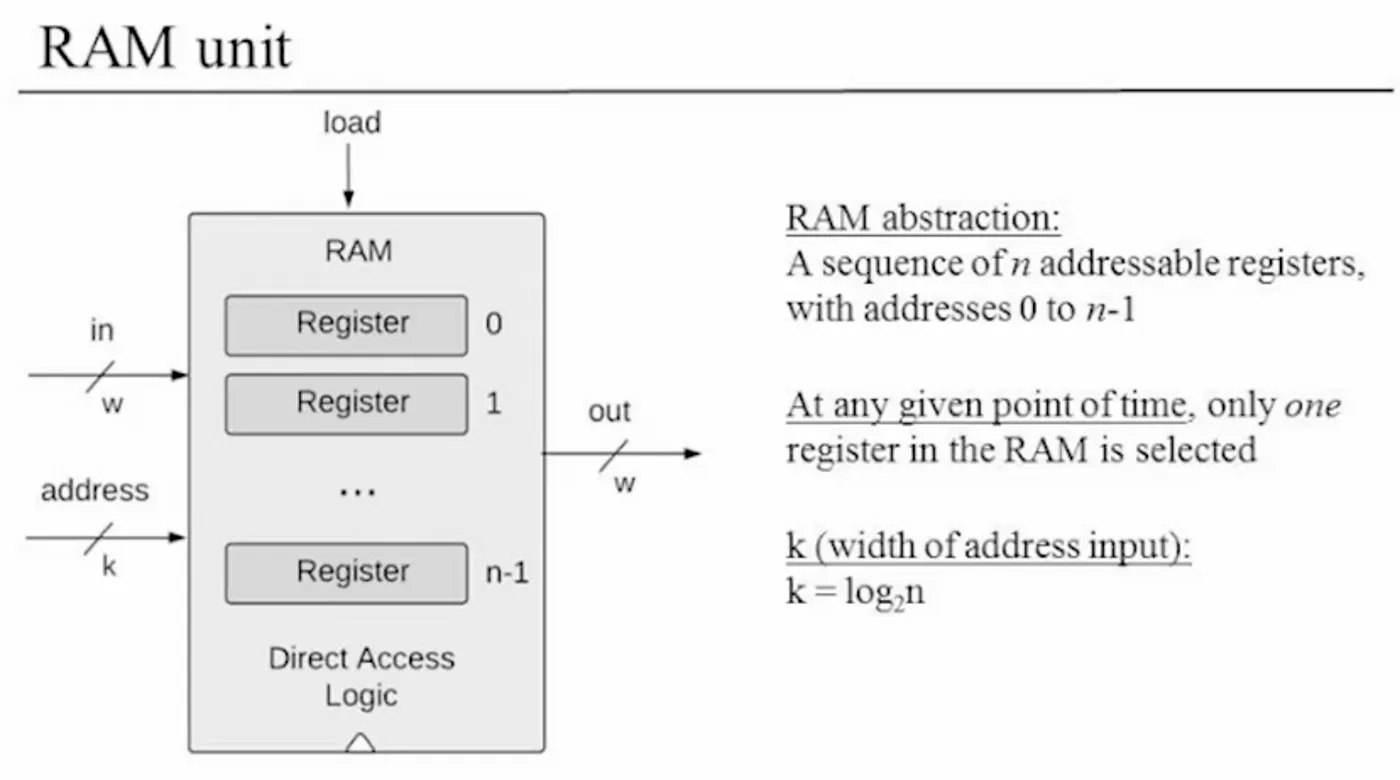 RAM unit
load
RAM
Register 0
in
w
Register 1
out
w
address
k
...
Register n-1
Direct Access
Logic
RAM abstraction:
A sequence of n addressable registers,
with addresses 0 to n-1
At any given point of time, only one
register in the RAM is selected
k (width of address input):
k = log₂n